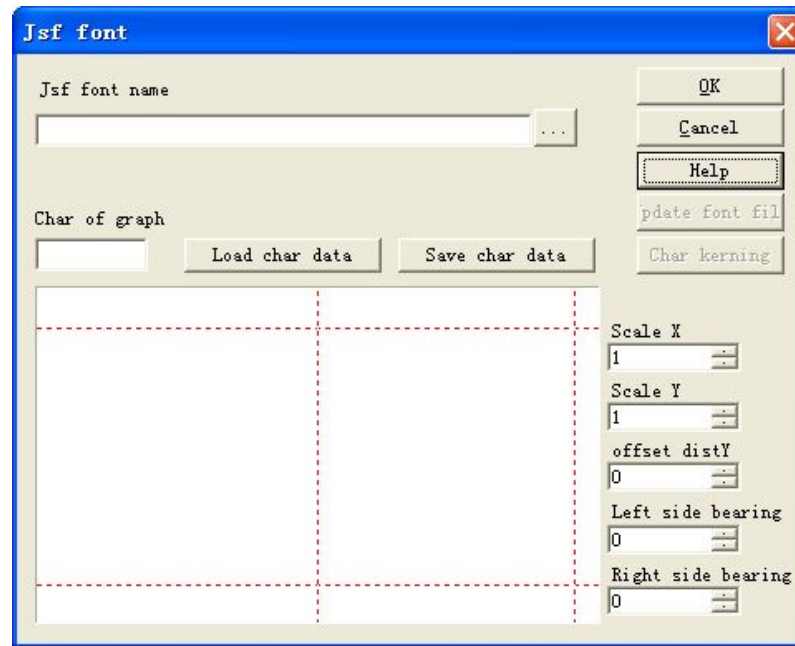 Jsf font
Jsf font name
...
OK
Cancel
Help
pdate font fil
Char kerning
Char of graph
Load char data
Save char data
Scale X
1
Scale Y
1
offset distY
0
Left side bearing
0
Right side bearing
0